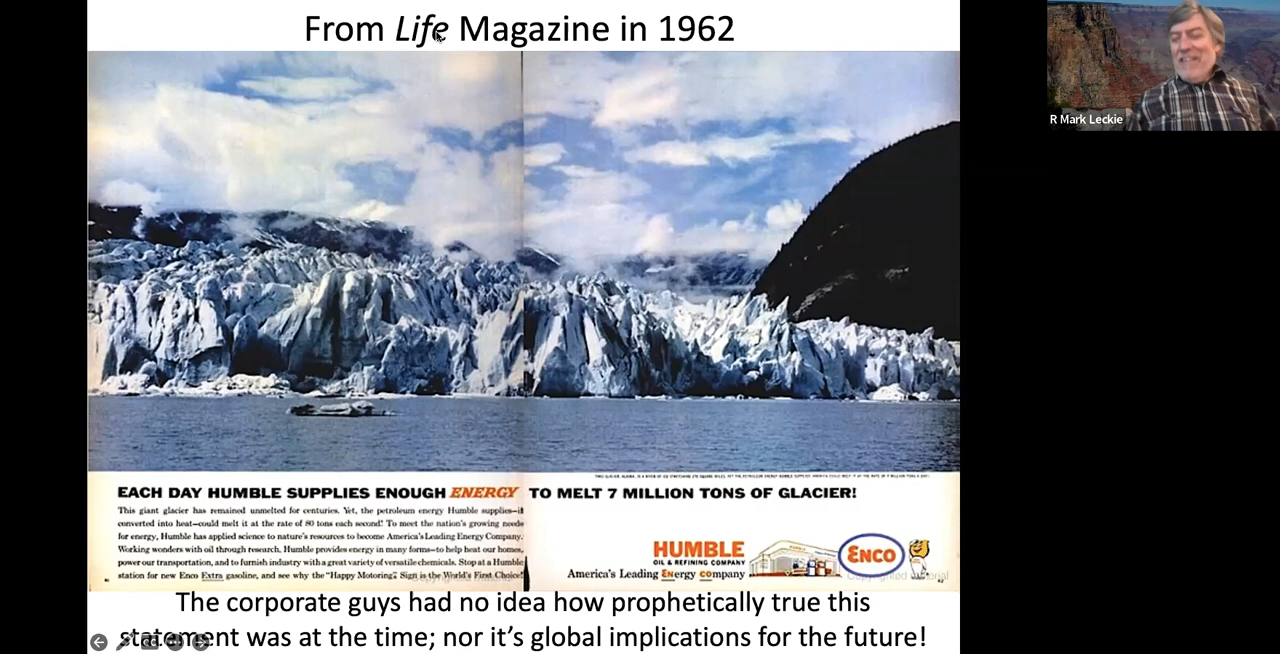 From Life Magazine in 1962
R Mark Leckie
EACH DAY HUMBLE SUPPLIES ENOUGH ENERGY TO MELT 7 MILLION TONS OF GLACIER!
This giant glacier has remained unmelted for centuries. Yet, the petroleum energy Humble supplies—if
converted into heat—could melt it at the rate of 80 tons each second! To meet the nation's growing needs
for energy, Humble has applied science to nature's resources to become America's Leading Energy Company.
Working wonders with oil through research, Humble provides energy in many forms—to help heat our homes,
power our transportation, and to furnish industry with a great variety of versatile chemicals. Stop at a Humble
station for new Enco Extra gasoline, and see why the "Happy Motoring" Sign is the World's First Choice!
HUMBLE
OIL & REFINING COMPANY
America's Leading ENergy COmpany
ENCO
The corporate guys had no idea how prophetically true this
statement was at the time; nor it's global implications for the future!